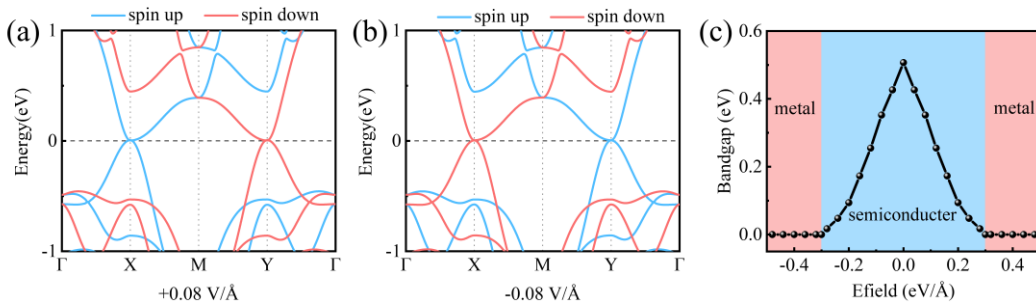 (a)
spin up
spin down
Energy(eV)
1
0
-1
Γ
X
M
Y
Γ
+0.08 V/Å
(b)
spin up
spin down
Energy(eV)
1
0
-1
Γ
X
M
Y
Γ
-0.08 V/Å
(c)
Bandgap (eV)
0.6
0.4
0.2
0.0
metal
metal
semiconducter
-0.4
-0.2
0.0
0.2
0.4
Efield (eV/Å)